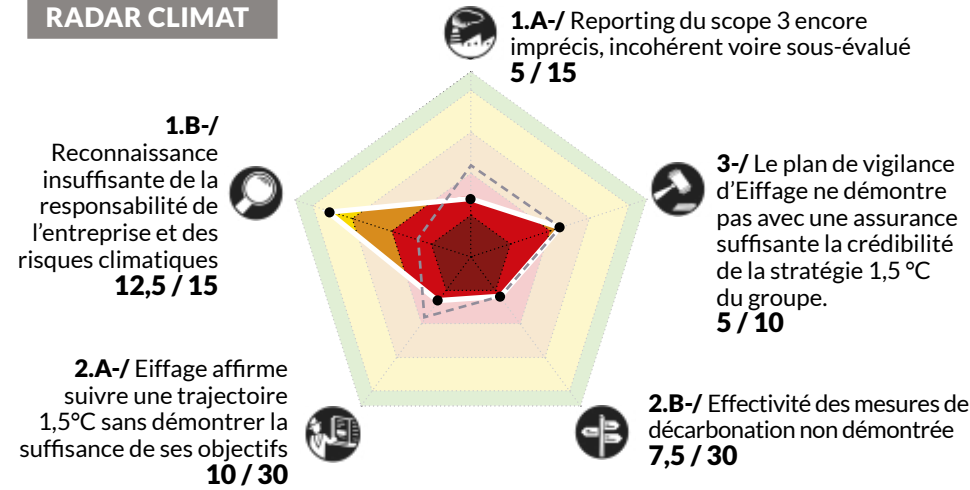 RADAR CLIMAT
1.A-/ Reporting du scope 3 encore
imprécis, incohérent voire sous-évalué
5 / 15
1.B-/
Reconnaissance
insuffisante de la
responsabilité de
l'entreprise et des
risques climatiques
12,5 / 15
3-/ Le plan de vigilance
d'Eiffage ne démontre
pas avec une assurance
suffisante la crédibilité
de la stratégie 1,5 °C
du groupe.
5 / 10
2.A-/ Eiffage affirme
suivre une trajectoire
1,5°C sans démontrer la
suffisance de ses objectifs
10 / 30
2.B-/ Effectivité des mesures de
décarbonation non démontrée
7,5 / 30